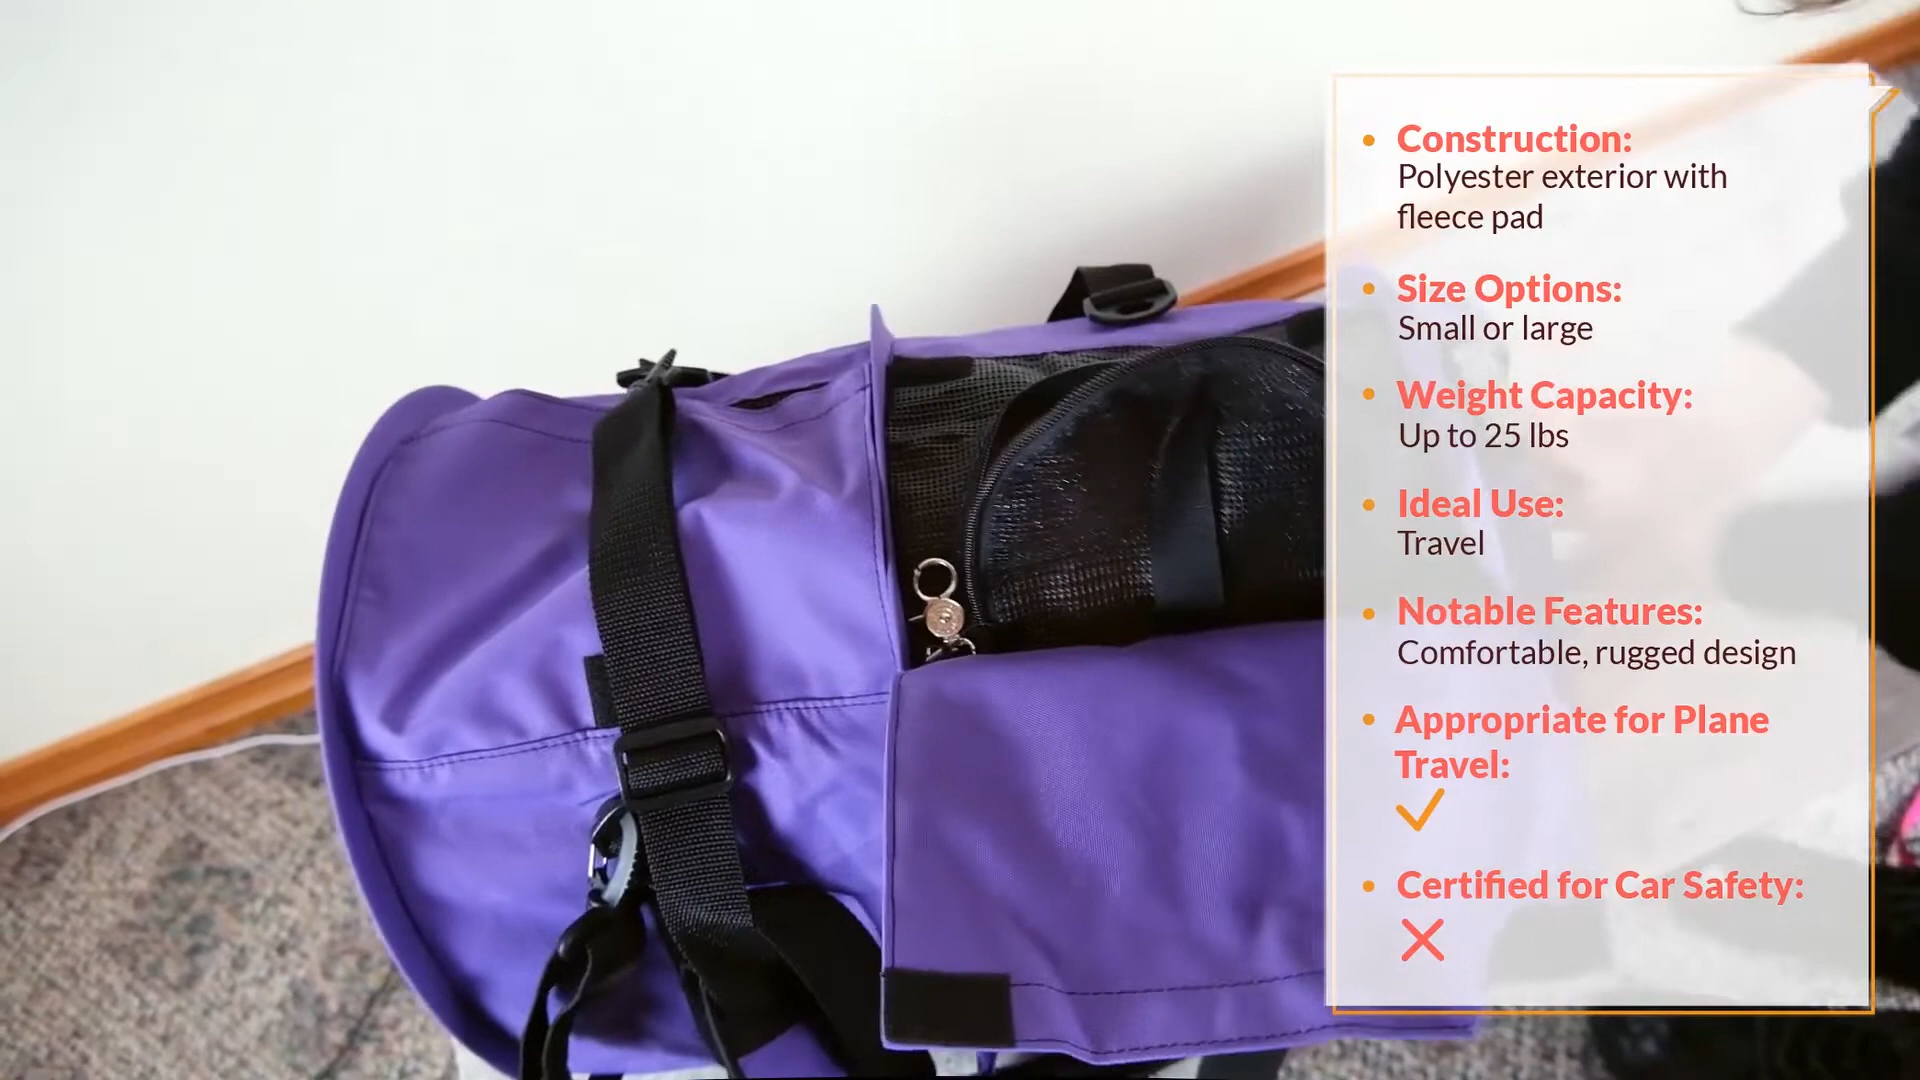 Construction:
Polyester exterior with
fleece pad
Size Options:
Small or large
Weight Capacity:
Up to 25 lbs
Ideal Use:
Travel
Notable Features:
Comfortable, rugged design
Appropriate for Plane
Travel:
Certified for Car Safety: